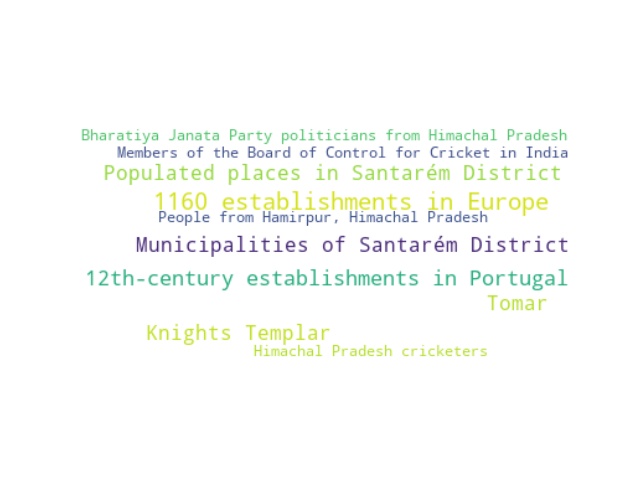 Bharatiya Janata Party politicians from Himachal Pradesh
Members of the Board of Control for Cricket in India
Populated places in Santarém District
1160 establishments in Europe
People from Hamirpur, Himachal Pradesh
Municipalities of Santarém District
12th-century establishments in Portugal
Tomar
Knights Templar
Himachal Pradesh cricketers